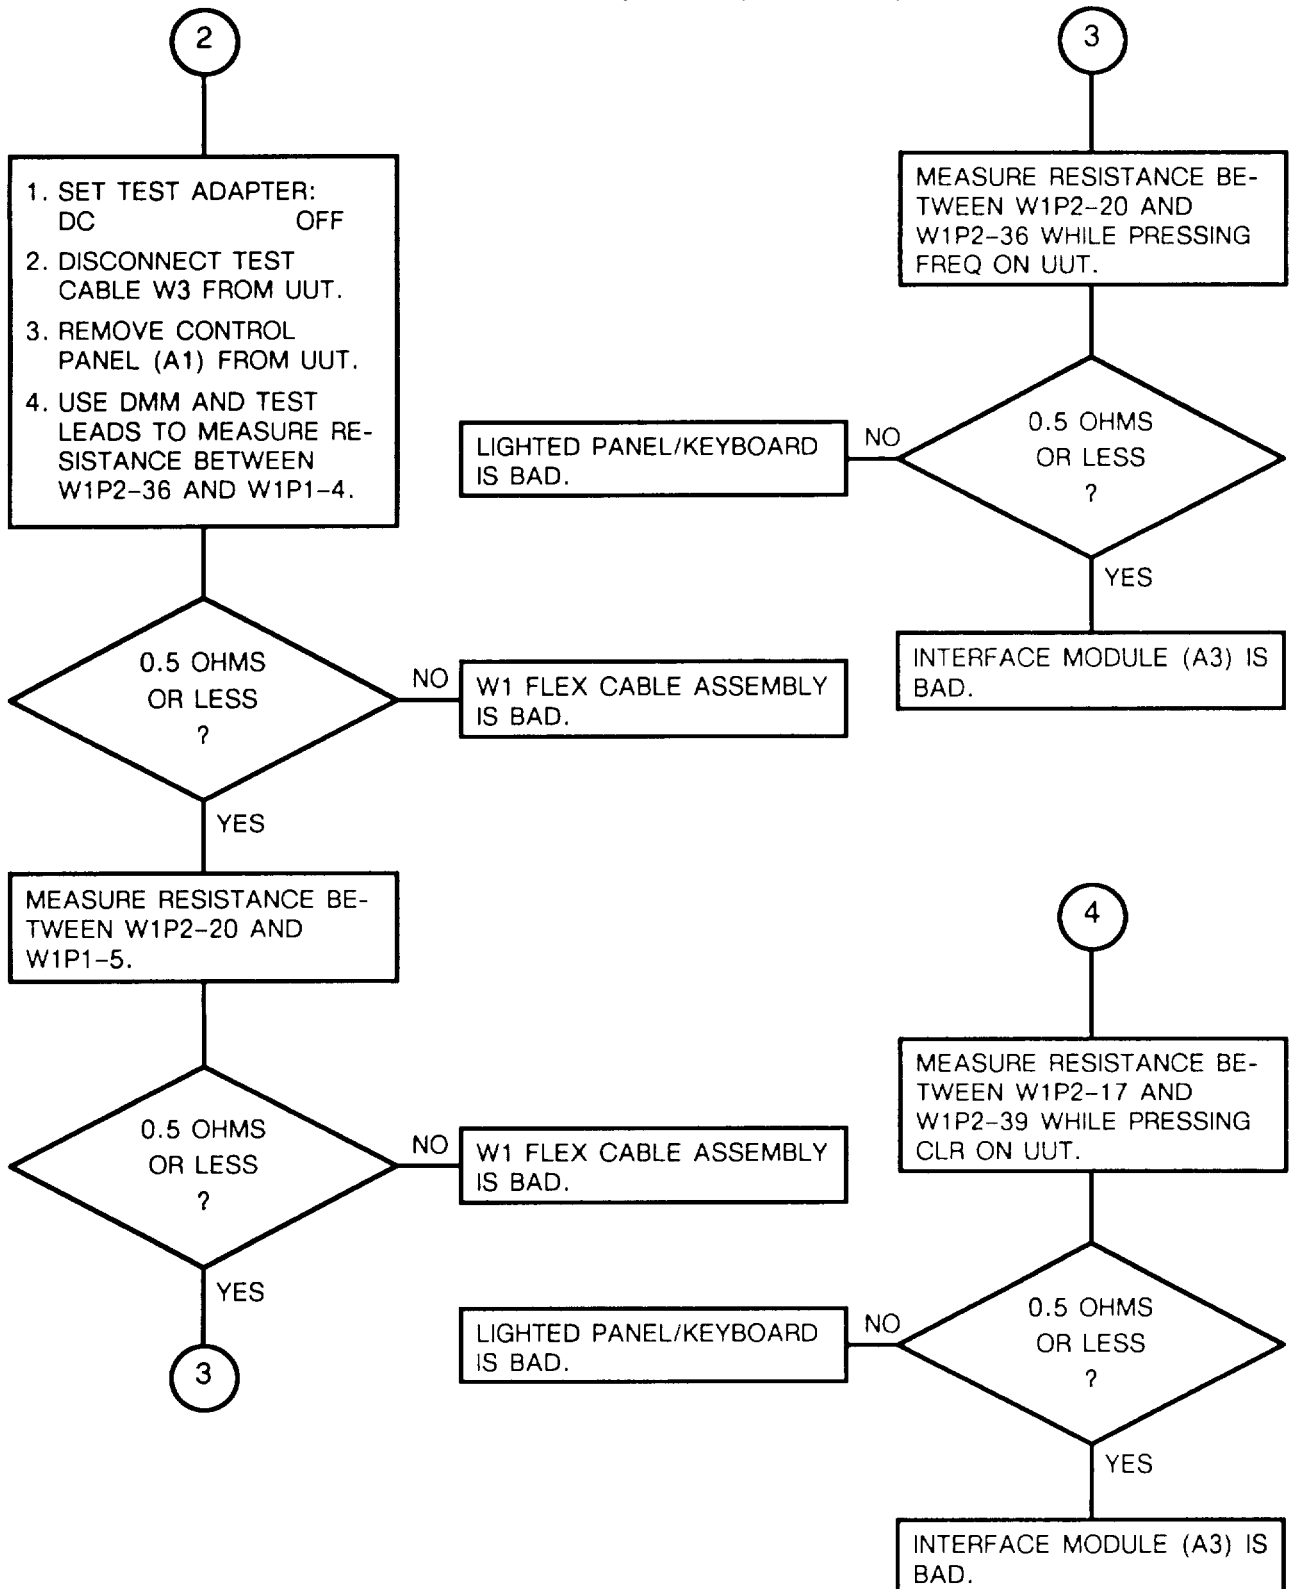 2
1. SET TEST ADAPTER:
DC OFF
2. DISCONNECT TEST
CABLE W3 FROM UUT.
3. REMOVE CONTROL
PANEL (A1) FROM UUT.
4. USE DMM AND TEST
LEADS TO MEASURE RE-
SISTANCE BETWEEN
W1P2-36 AND W1P1-4.
0.5 OHMS
OR LESS
?
NO
W1 FLEX CABLE ASSEMBLY
IS BAD.
YES
MEASURE RESISTANCE BE-
TWEEN W1P2-20 AND
W1P1-5.
0.5 OHMS
OR LESS
?
NO
W1 FLEX CABLE ASSEMBLY
IS BAD.
YES
3
3
MEASURE RESISTANCE BE-
TWEEN W1P2-20 AND
W1P2-36 WHILE PRESSING
FREQ ON UUT.
0.5 OHMS
OR LESS
?
NO
LIGHTED PANEL/KEYBOARD
IS BAD.
YES
INTERFACE MODULE (A3) IS
BAD.
4
MEASURE RESISTANCE BE-
TWEEN W1P2-17 AND
W1P2-39 WHILE PRESSING
CLR ON UUT.
0.5 OHMS
OR LESS
?
NO
LIGHTED PANEL/KEYBOARD
IS BAD.
YES
INTERFACE MODULE (A3) IS
BAD.